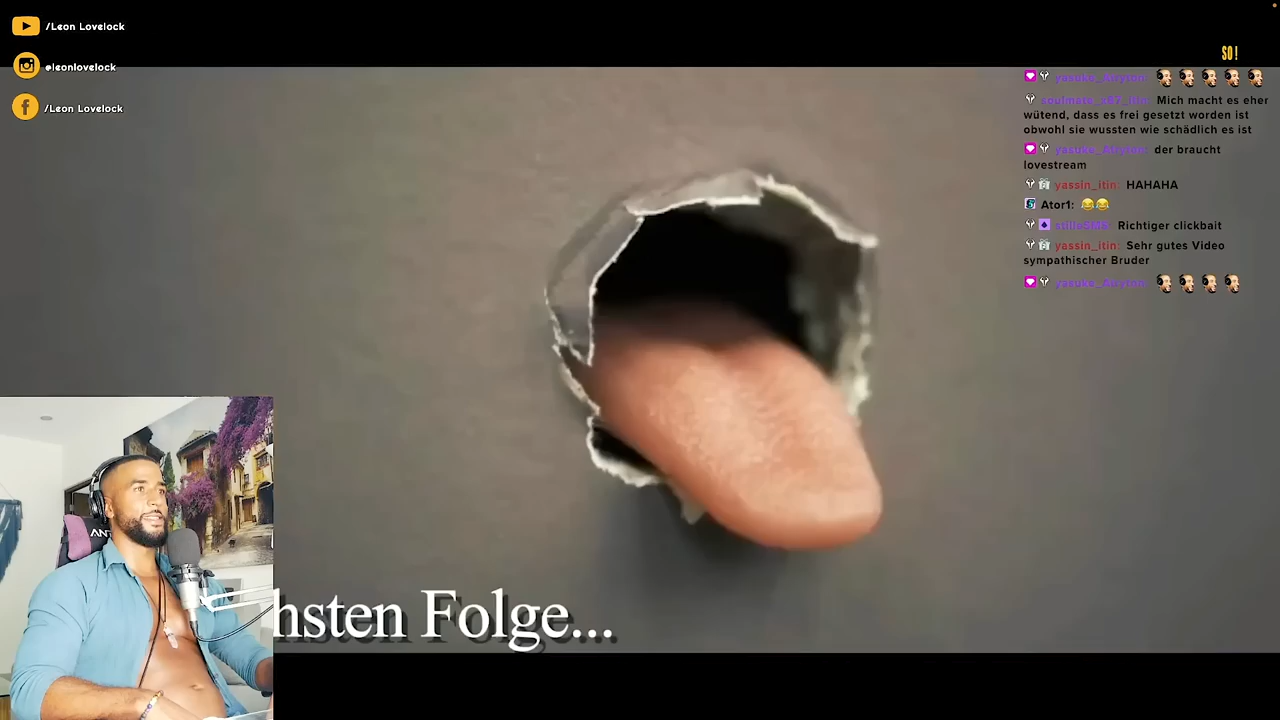 /Leon Lovelock
@leonlovelock
/Leon Lovelock
SO!
soulmate_x67_itin: Mich macht es eher
wütend, dass es frei gesetzt worden ist
obwohl sie wussten wie schädlich es ist
der braucht
lovestream
yassin_itin: HAHAHA
Ator1: 😂😂
Richtiger clickbait
yassin_itin: Sehr gutes Video
sympathischer Bruder
ANT
hsten Folge...